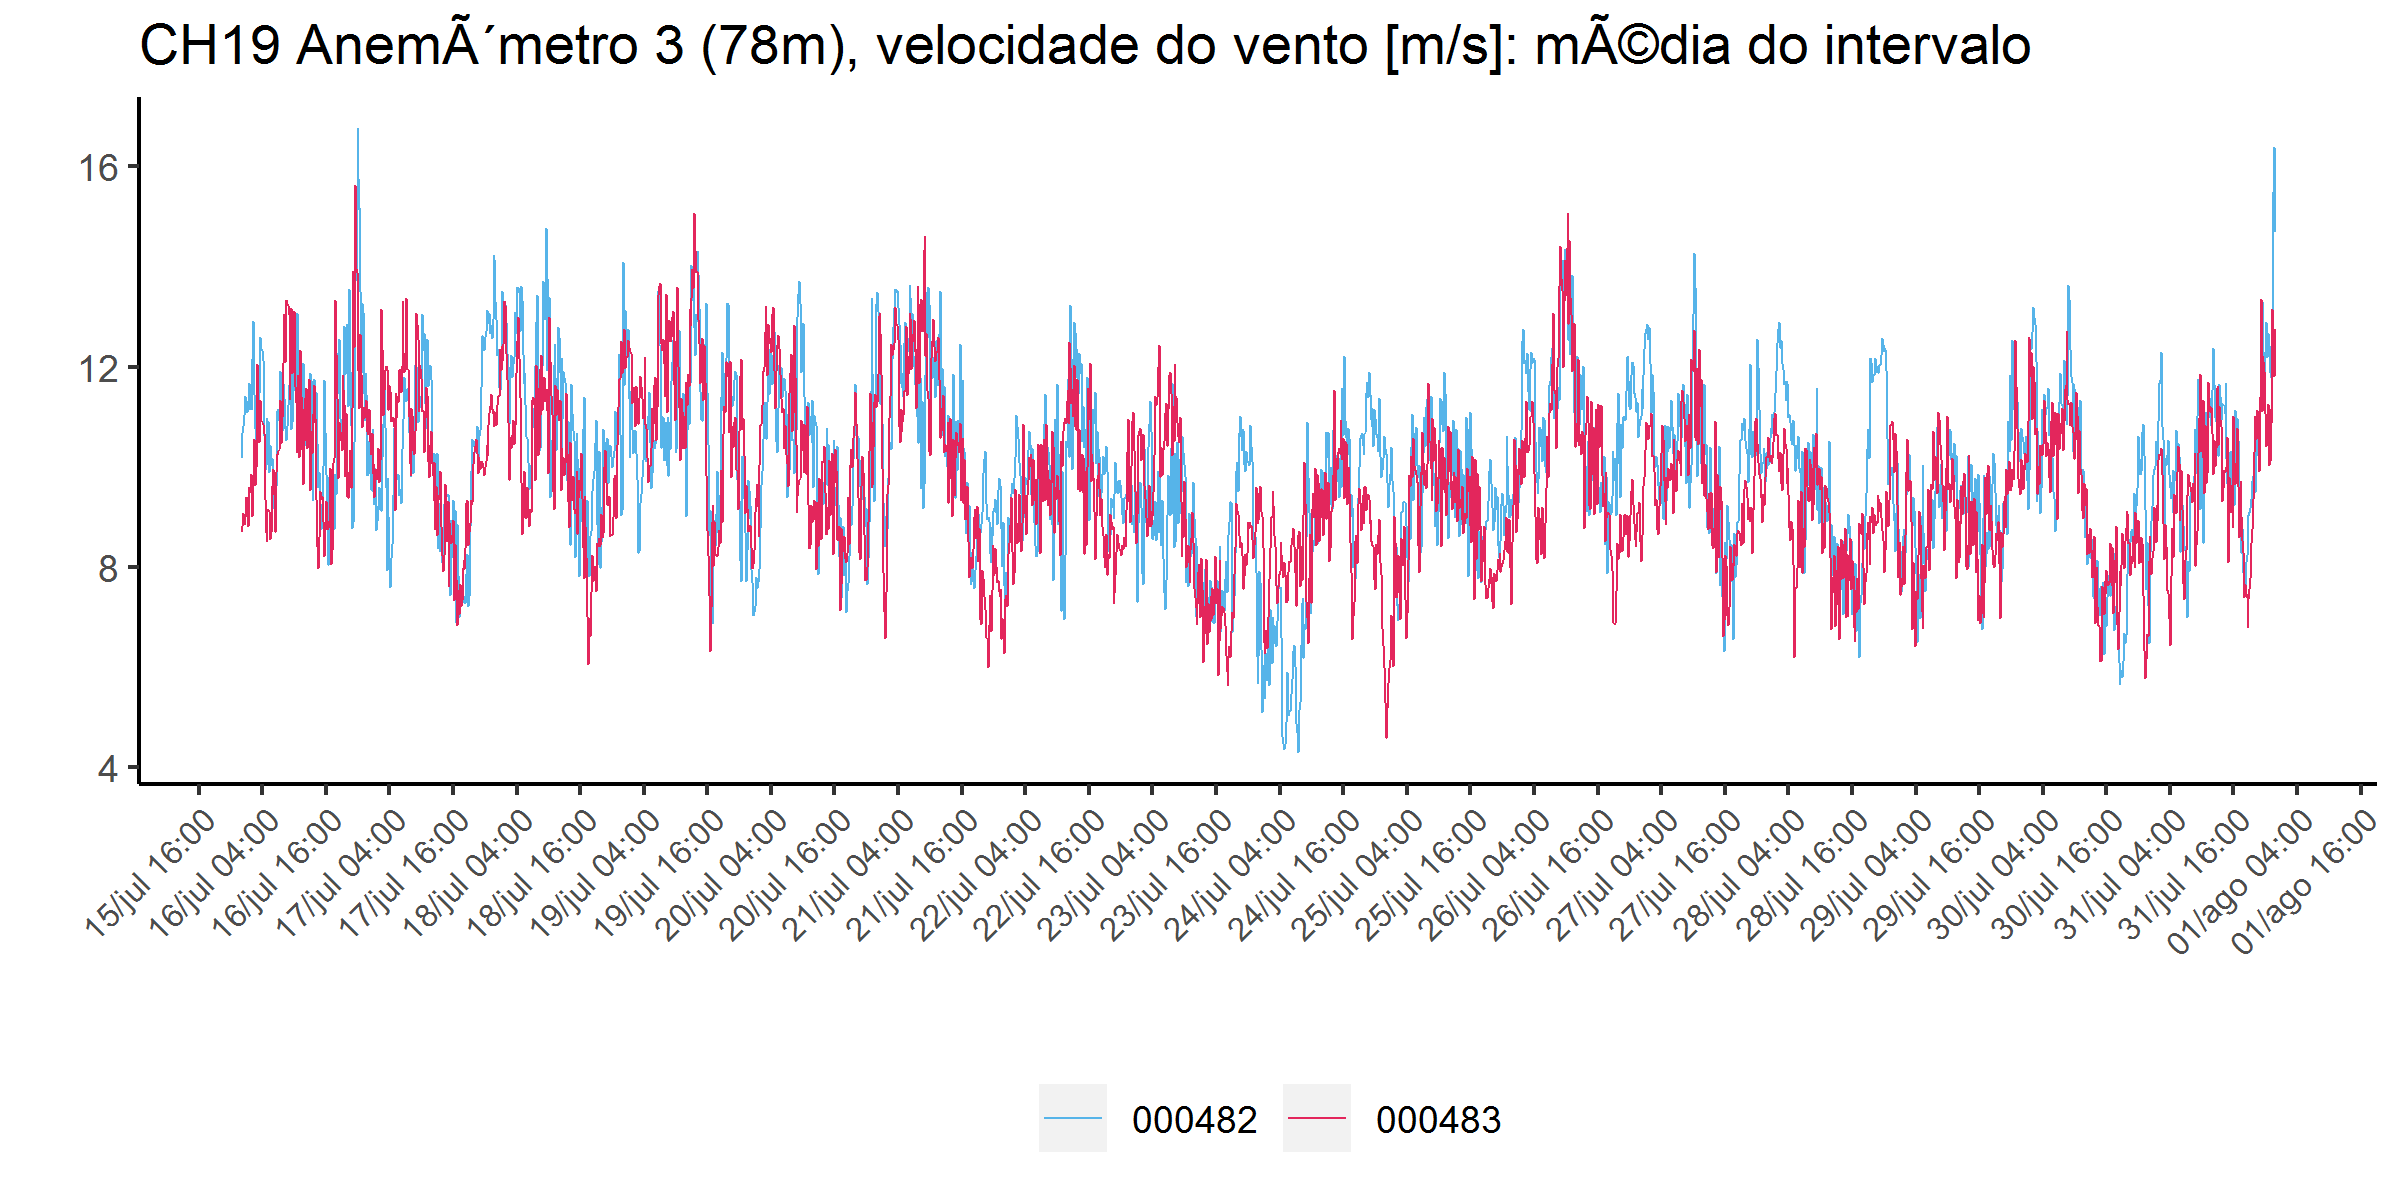 CH19 AnemÃ´metro 3 (78m), velocidade do vento [m/s]: mÃ©dia do intervalo
16
12
8
4
15/jul 16:00
16/jul 04:00
16/jul 16:00
17/jul 04:00
17/jul 16:00
18/jul 04:00
18/jul 16:00
19/jul 04:00
19/jul 16:00
20/jul 04:00
20/jul 16:00
21/jul 04:00
21/jul 16:00
22/jul 04:00
22/jul 16:00
23/jul 04:00
23/jul 16:00
24/jul 04:00
24/jul 16:00
25/jul 04:00
25/jul 16:00
26/jul 04:00
26/jul 16:00
27/jul 04:00
27/jul 16:00
28/jul 04:00
28/jul 16:00
29/jul 04:00
29/jul 16:00
30/jul 04:00
30/jul 16:00
31/jul 04:00
31/jul 16:00
01/ago 04:00
01/ago 16:00
000482
000483